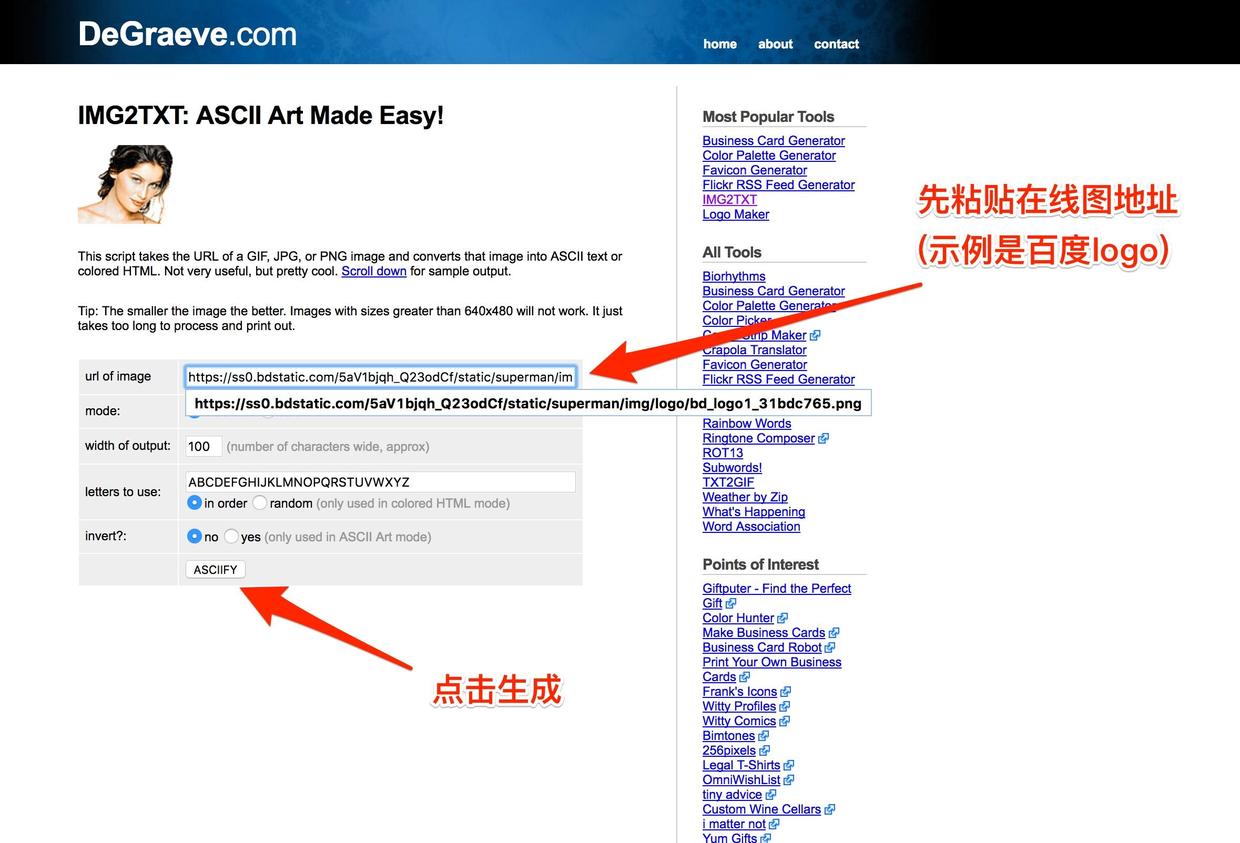 DeGraeve.com
home about contact
IMG2TXT: ASCII Art Made Easy!
This script takes the URL of a GIF, JPG, or PNG image and converts that image into ASCII text or
colored HTML. Not very useful, but pretty cool. Scroll down for sample output.
Tip: The smaller the image the better. Images with sizes greater than 640x480 will not work. It just
takes too long to process and print out.
url of image https://ss0.bdstatic.com/5aV1bjqh_Q23odCf/static/superman/im
https://ss0.bdstatic.com/5aV1bjqh_Q23odCf/static/superman/img/logo/bd_logo1_31bdc765.png
mode:
width of output: 100 (number of characters wide, approx)
letters to use: ABCDEFGHIJKLMNOPQRSTUVWXYZ
in order random (only used in colored HTML mode)
invert?: no yes (only used in ASCII Art mode)
ASCIIFY
点击生成
Most Popular Tools
Business Card Generator
Color Palette Generator
Favicon Generator
Flickr RSS Feed Generator
IMG2TXT
Logo Maker
All Tools
Biorhythms
Business Card Generator
Color Palette Generator
Color Picker
Strip Maker
Crapola Translator
Favicon Generator
Flickr RSS Feed Generator
Rainbow Words
Ringtone Composer
ROT13
Subwords!
TXT2GIF
Weather by Zip
What's Happening
Word Association
Points of Interest
Giftputer - Find the Perfect
Gift
Color Hunter
Make Business Cards
Business Card Robot
Print Your Own Business
Cards
Frank's Icons
Witty Profiles
Witty Comics
Bimtones
256pixels
Legal T-Shirts
OmniWishList
tiny advice
Custom Wine Cellars
i matter not
Yum Gifts
先粘贴在线图地址
(示例是百度logo)